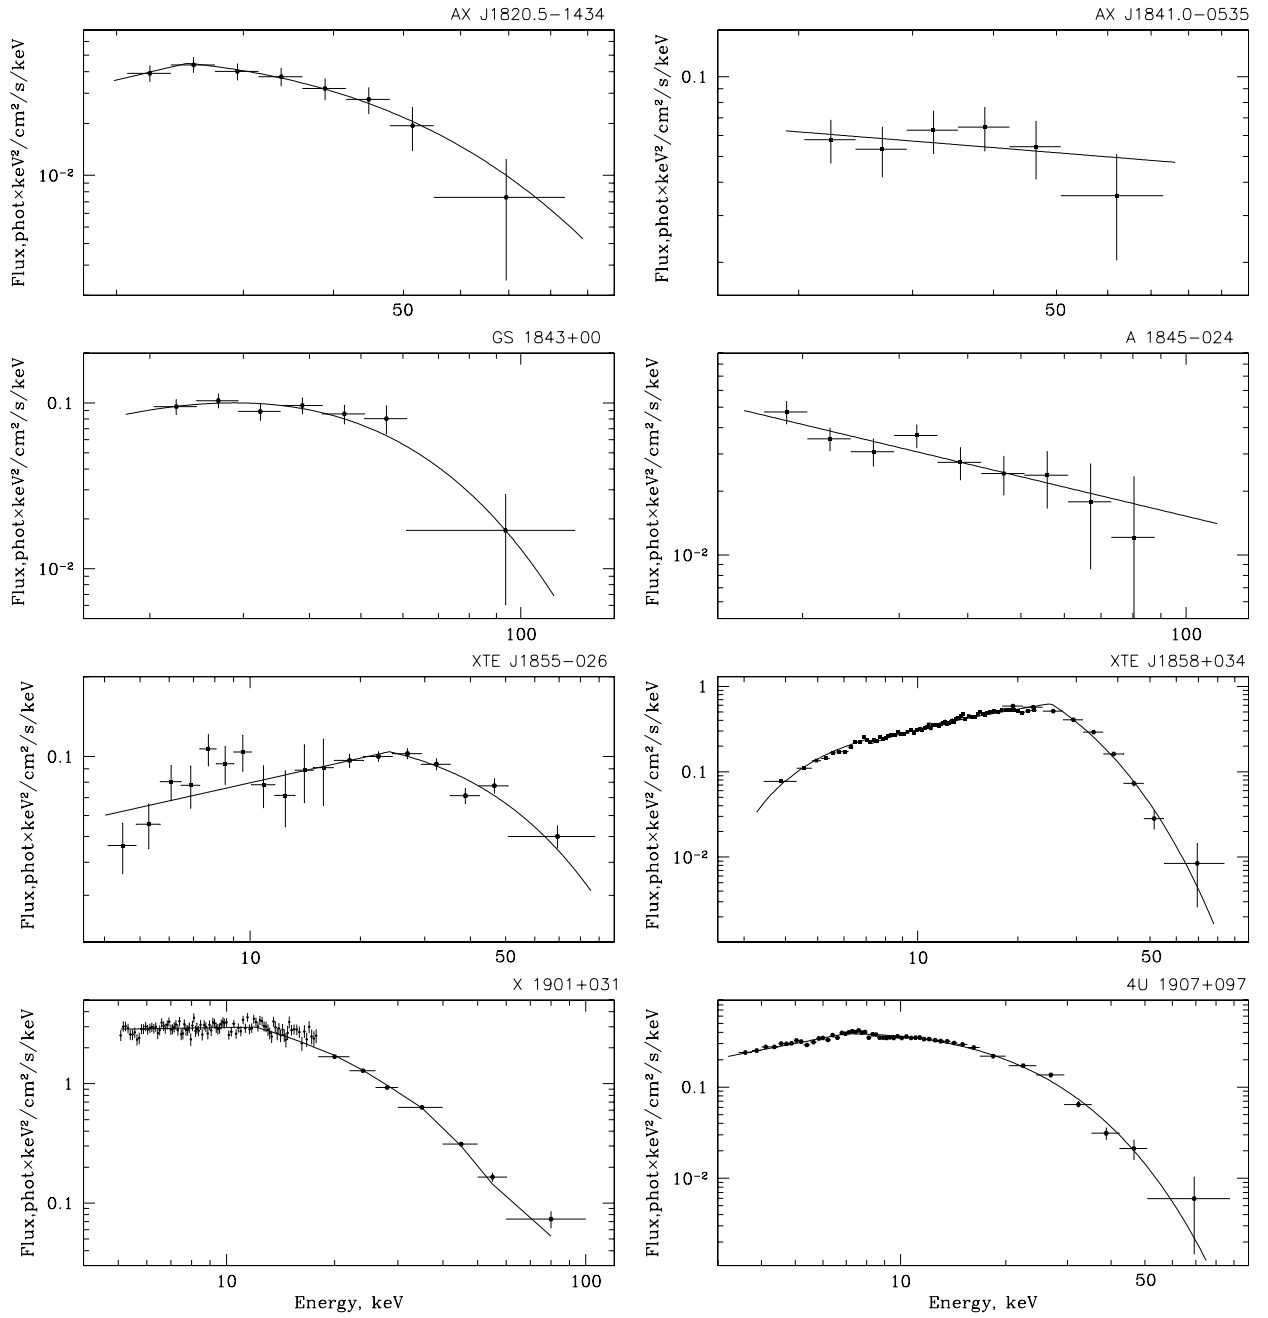 AX J1820.5−1434
AX J1841.0−0535
Flux,phot×keV²/cm²/s/keV
10⁻²
50
Flux,phot×keV²/cm²/s/keV
0.1
50
GS 1843+00
A 1845−024
Flux,phot×keV²/cm²/s/keV
0.1
10⁻²
100
Flux,phot×keV²/cm²/s/keV
10⁻²
100
XTE J1855−026
XTE J1858+034
Flux,phot×keV²/cm²/s/keV
0.1
10
50
Flux,phot×keV²/cm²/s/keV
1
0.1
10⁻²
10
50
X 1901+031
4U 1907+097
Flux,phot×keV²/cm²/s/keV
1
0.1
10
100
Energy, keV
Flux,phot×keV²/cm²/s/keV
0.1
10⁻²
10
50
Energy, keV